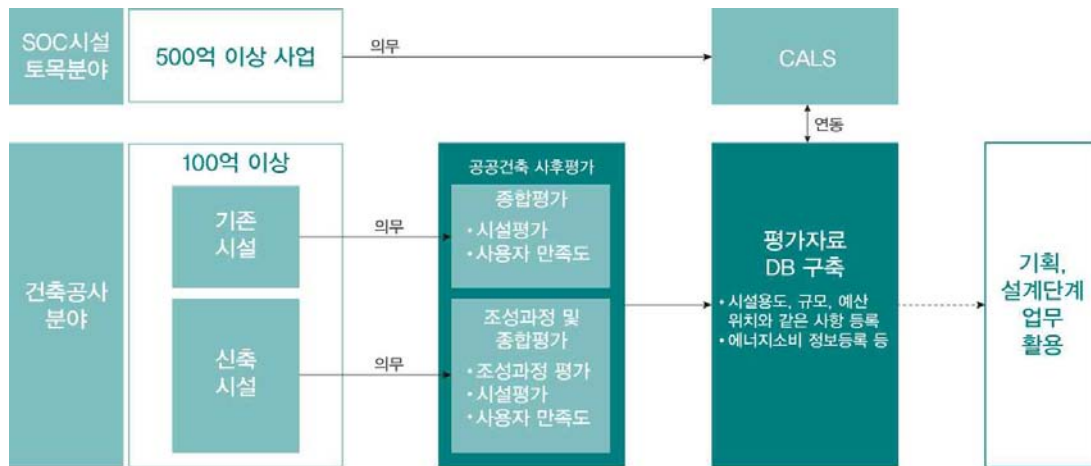 SOC시설
토목분야
500억 이상 사업
의무
CALS
연동
건축공사
분야
100억 이상
기존
시설
의무
신축
시설
의무
공공건축 사후평가
종합평가
• 시설평가
• 사용자 만족도
조성과정 및
종합평가
• 조성과정 평가
• 시설평가
• 사용자 만족도
평가자료
DB 구축
• 시설용도, 규모, 예산
위치와 같은 사항 등록
• 에너지소비 정보등록 등
기획,
설계단계
업무
활용